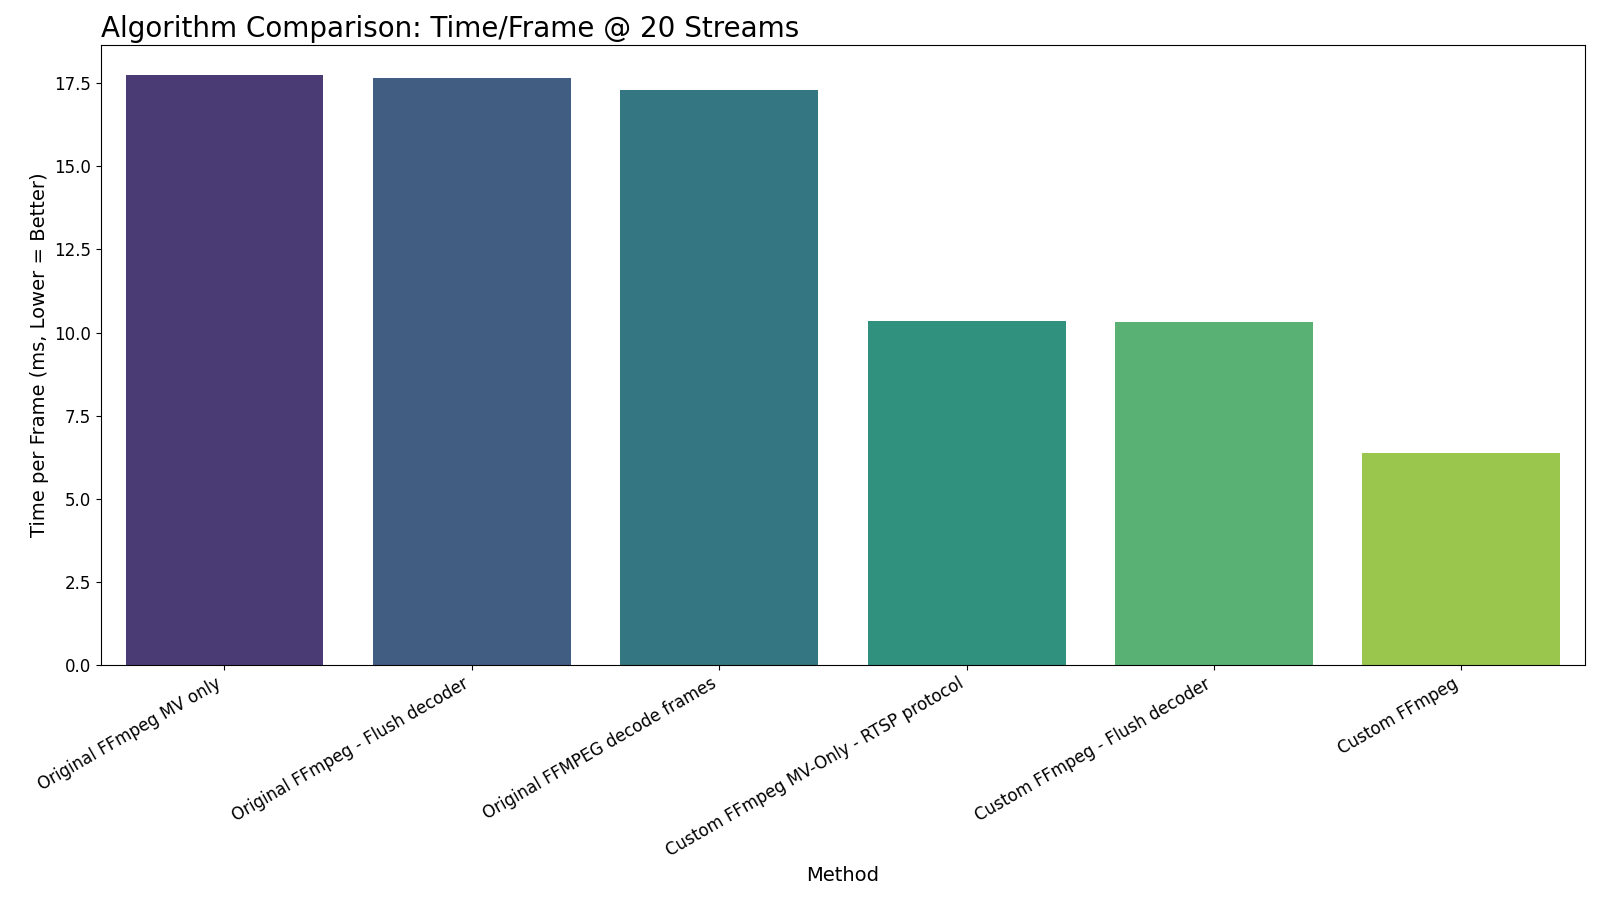 Algorithm Comparison: Time/Frame @ 20 Streams
Time per Frame (ms, Lower = Better)
17.5
15.0
12.5
10.0
7.5
5.0
2.5
0.0
Original FFmpeg MV only
Original FFmpeg - Flush decoder
Original FFMPEG decode frames
Custom FFmpeg MV-Only - RTSP protocol
Custom FFmpeg - Flush decoder
Custom FFmpeg
Method